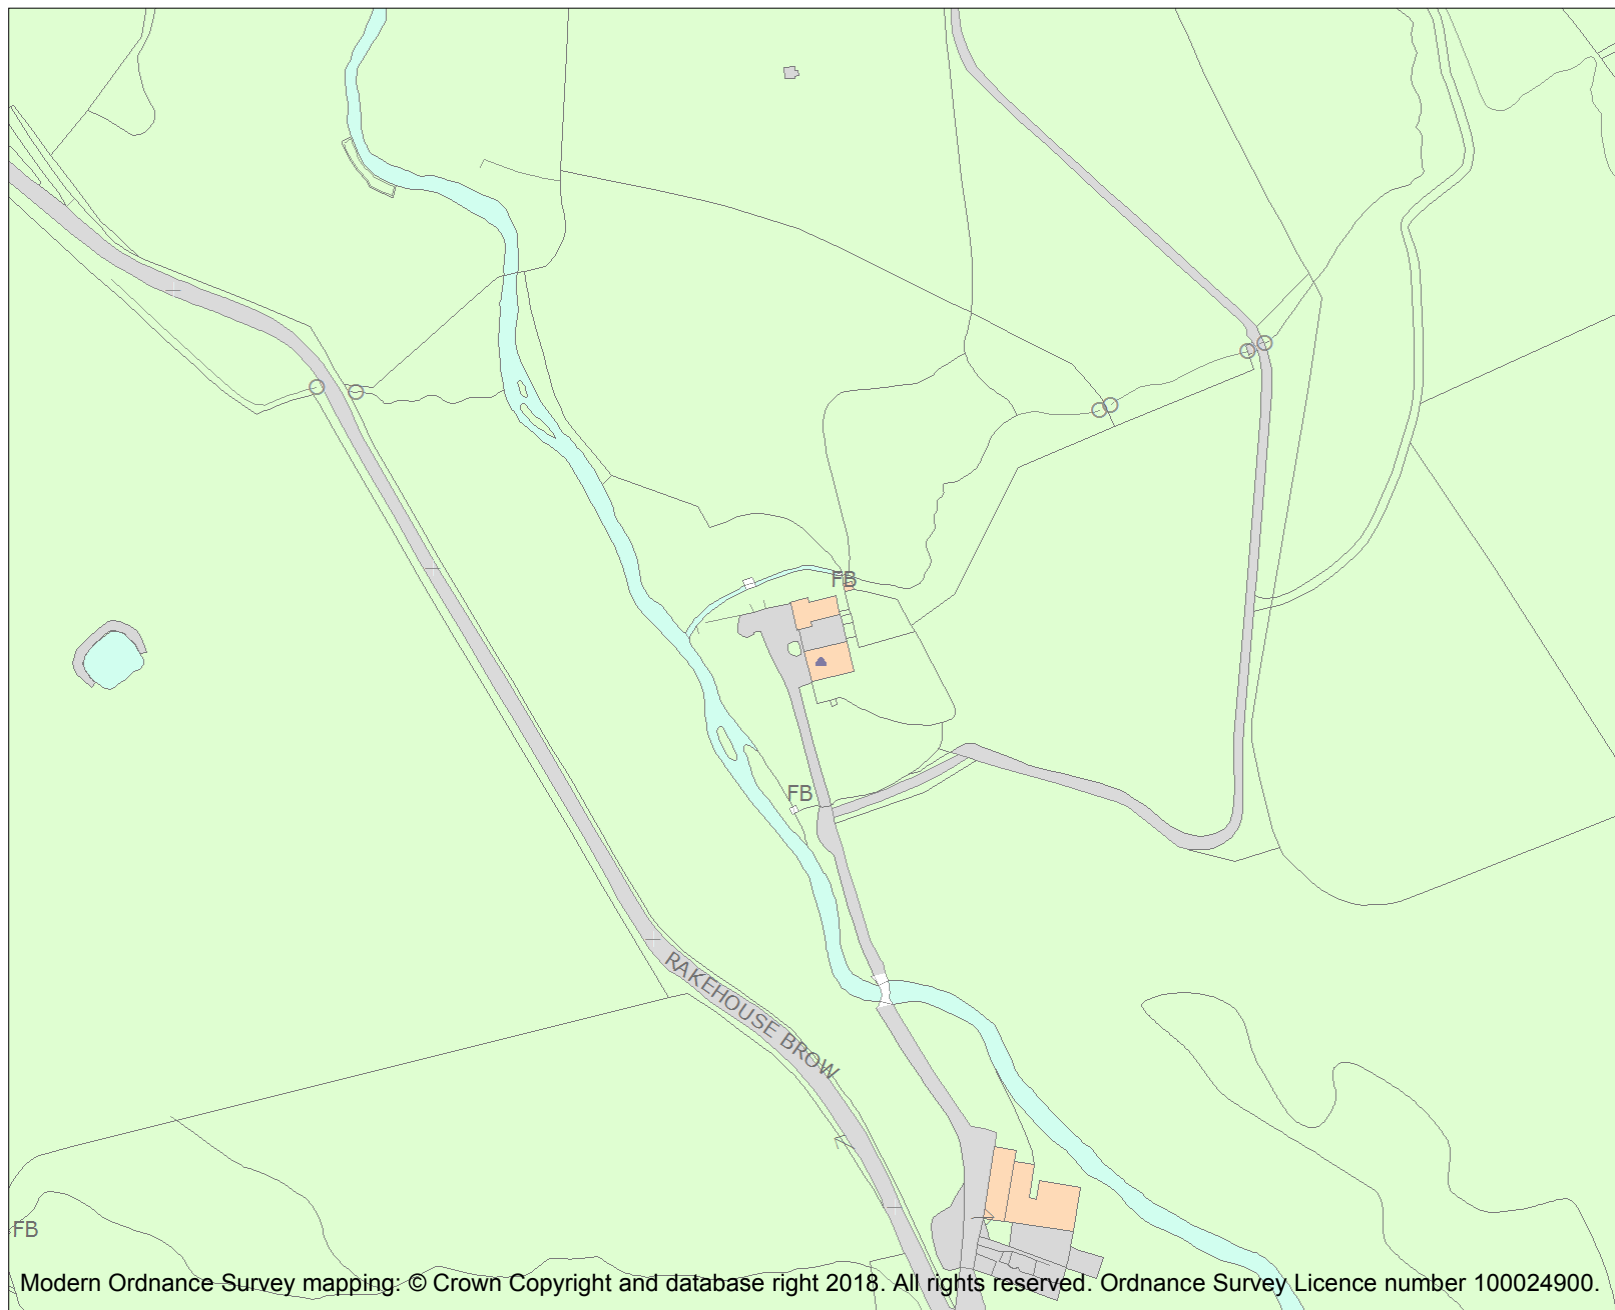 FB
FB
RAKEHOUSE BROW
FB
Modern Ordnance Survey mapping: © Crown Copyright and database right 2018. All rights reserved. Ordnance Survey Licence number 100024900.